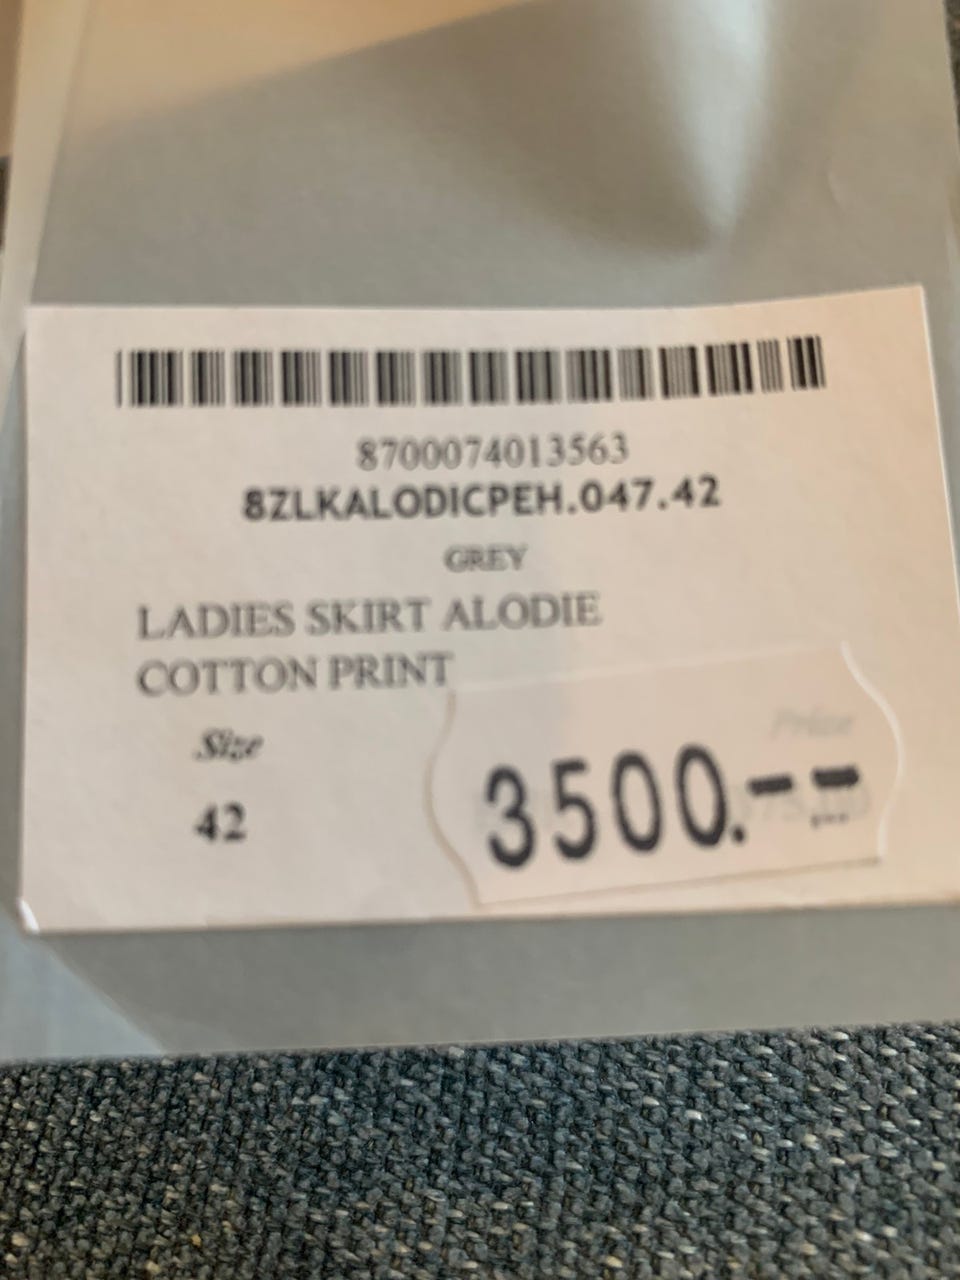 8700074013563
8ZLKALODICPEH.047.42
GREY
LADIES SKIRT ALODIE
COTTON PRINT
Size
Price
42
3500.--